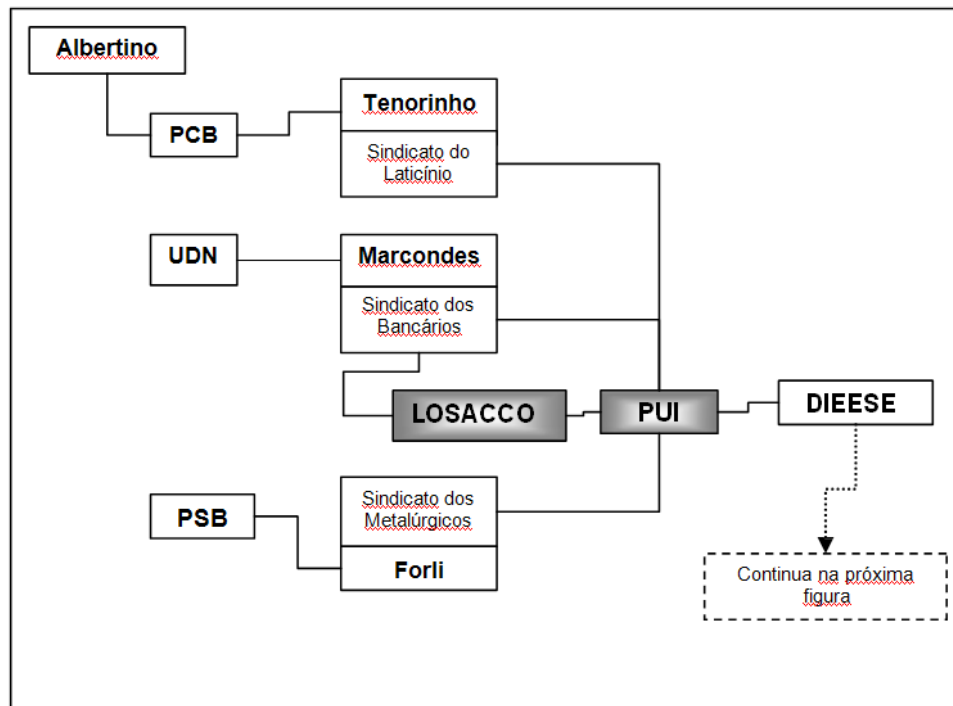 Albertino
PCB
Tenorinho
Sindicato do
Laticínio
UDN
Marcondes
Sindicato dos
Bancários
LOSACCO
PUI
DIEESE
PSB
Sindicato dos
Metalúrgicos
Forli
Continua na próxima
figura